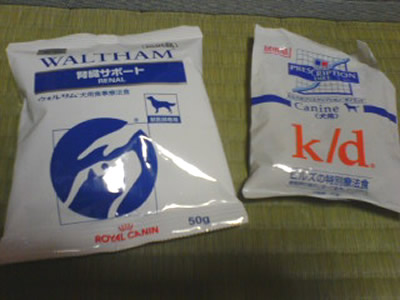 WALTHAM
腎臓サポート
RENAL
ウォルサム 犬用食事療法食
ROYAL CANIN
50g
PRESCRIPTION
DIET
Canine
(犬用)
k/d
ヒルズの特別療法食